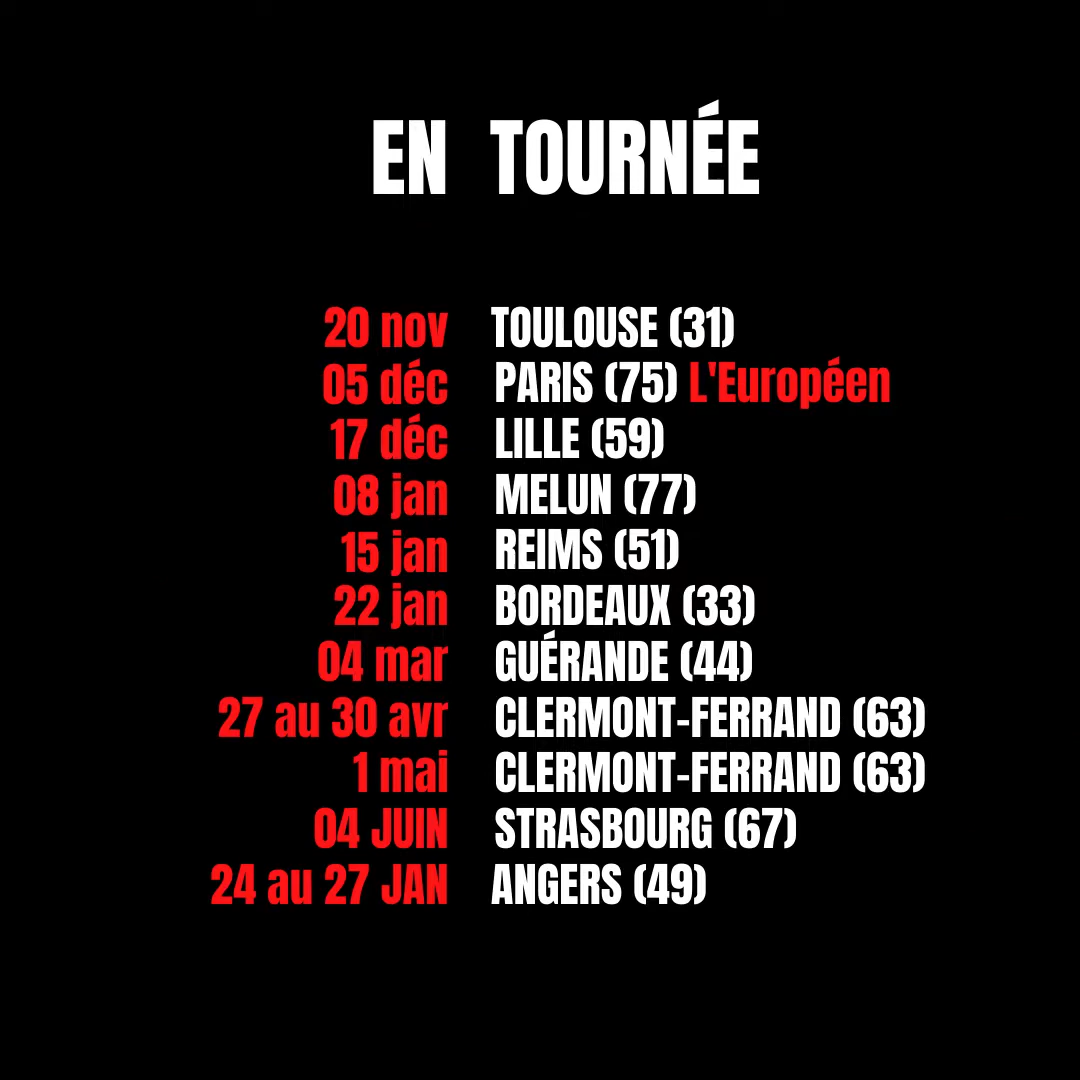 EN TOURNÉE
20 nov TOULOUSE (31)
05 déc PARIS (75) L'Européen
17 déc LILLE (59)
08 jan MELUN (77)
15 jan REIMS (51)
22 jan BORDEAUX (33)
04 mar GUÉRANDE (44)
27 au 30 avr CLERMONT-FERRAND (63)
1 mai CLERMONT-FERRAND (63)
04 JUIN STRASBOURG (67)
24 au 27 JAN ANGERS (49)